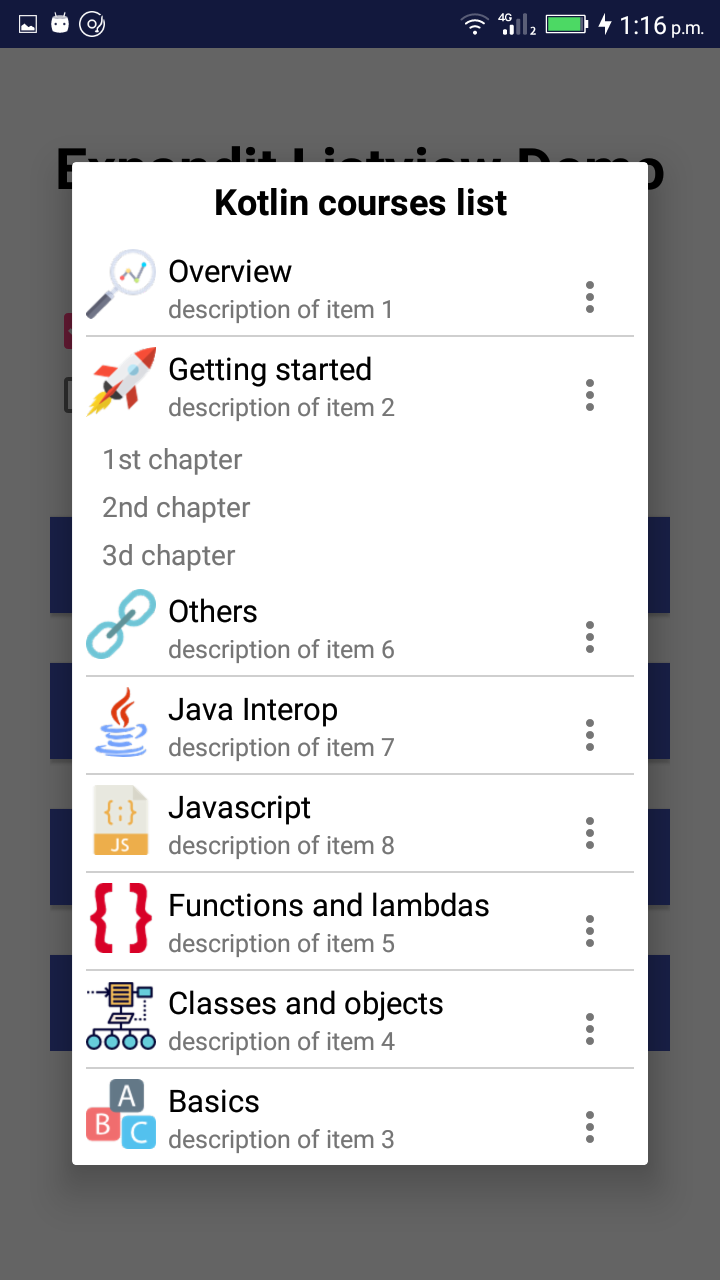 4G 2 1:16 p.m.
Expandit Listview Demo
Kotlin courses list
Overview
description of item 1
Getting started
description of item 2
1st chapter
2nd chapter
3d chapter
Others
description of item 6
Java Interop
description of item 7
{;}
JS
Javascript
description of item 8
{ }
Functions and lambdas
description of item 5
Classes and objects
description of item 4
A
B C
Basics
description of item 3